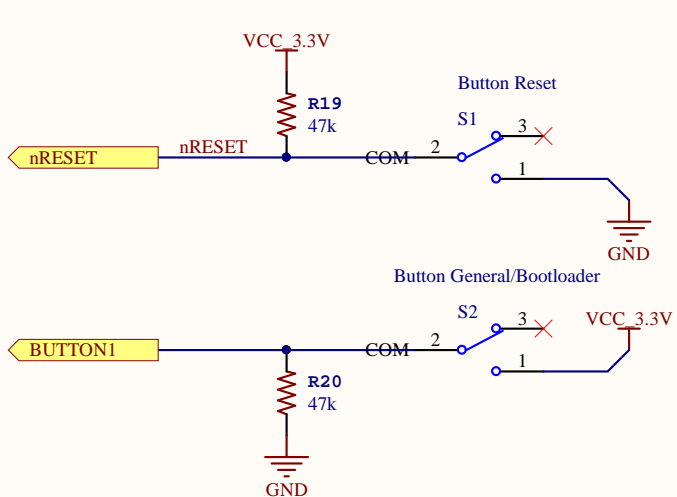 VCC_3.3V
Button Reset
R19
47k
S1
3
nRESET
nRESET
COM
2
1
GND
Button General/Bootloader
S2
3
VCC_3.3V
BUTTON1
COM
2
1
R20
47k
GND